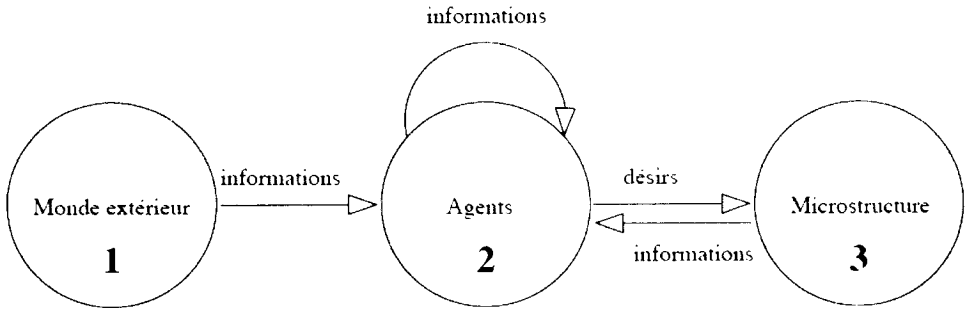 informations
informations
désirs
Monde extérieur
Agents
Microstructure
informations
1
2
3